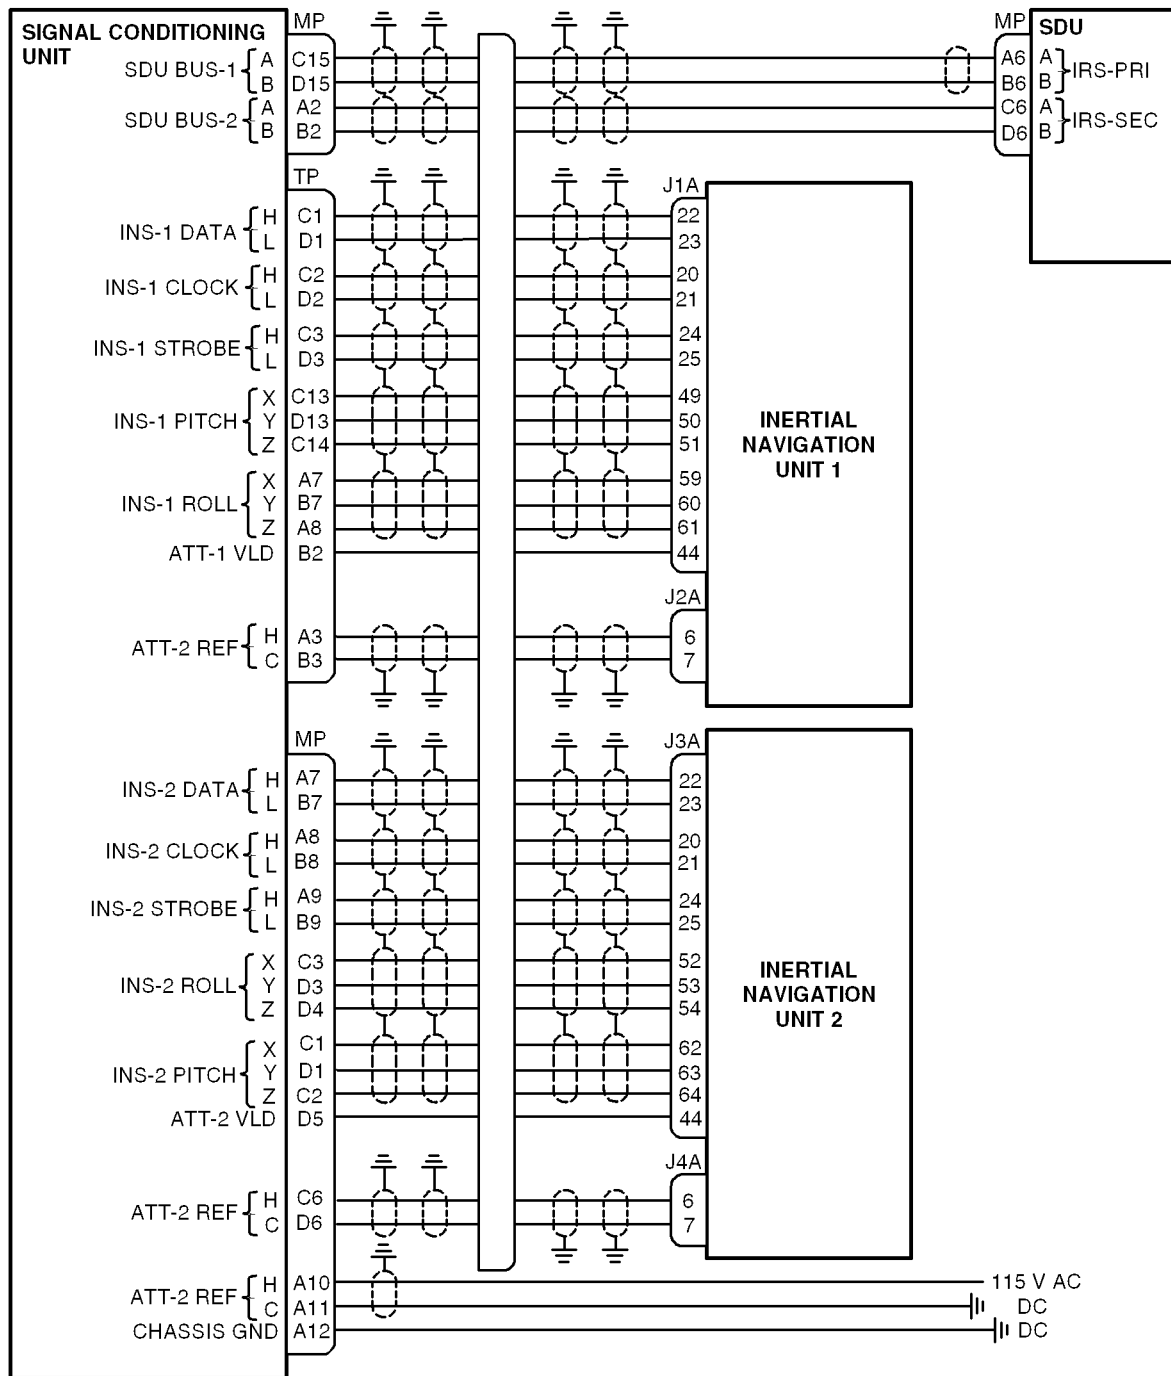 SIGNAL CONDITIONING
UNIT
MP
SDU BUS-1 A C15
B D15
SDU BUS-2 A A2
B B2
MP SDU
A6 A IRS-PRI
B6 B
C6 A IRS-SEC
D6 B
TP
INS-1 DATA H C1
L D1
INS-1 CLOCK H C2
L D2
INS-1 STROBE H C3
L D3
INS-1 PITCH X C13
Y D13
Z C14
INS-1 ROLL X A7
Y B7
Z A8
ATT-1 VLD B2
ATT-2 REF H A3
C B3
J1A
22
23
20
21
24
25
49
50
51
59
60
61
44
J2A
6
7
INERTIAL
NAVIGATION
UNIT 1
MP
INS-2 DATA H A7
L B7
INS-2 CLOCK H A8
L B8
INS-2 STROBE H A9
L B9
INS-2 ROLL X C3
Y D3
Z D4
INS-2 PITCH X C1
Y D1
Z C2
ATT-2 VLD D5
ATT-2 REF H C6
C D6
ATT-2 REF H A10
C A11
CHASSIS GND A12
J3A
22
23
20
21
24
25
52
53
54
62
63
64
44
J4A
6
7
INERTIAL
NAVIGATION
UNIT 2
115 V AC
DC
DC